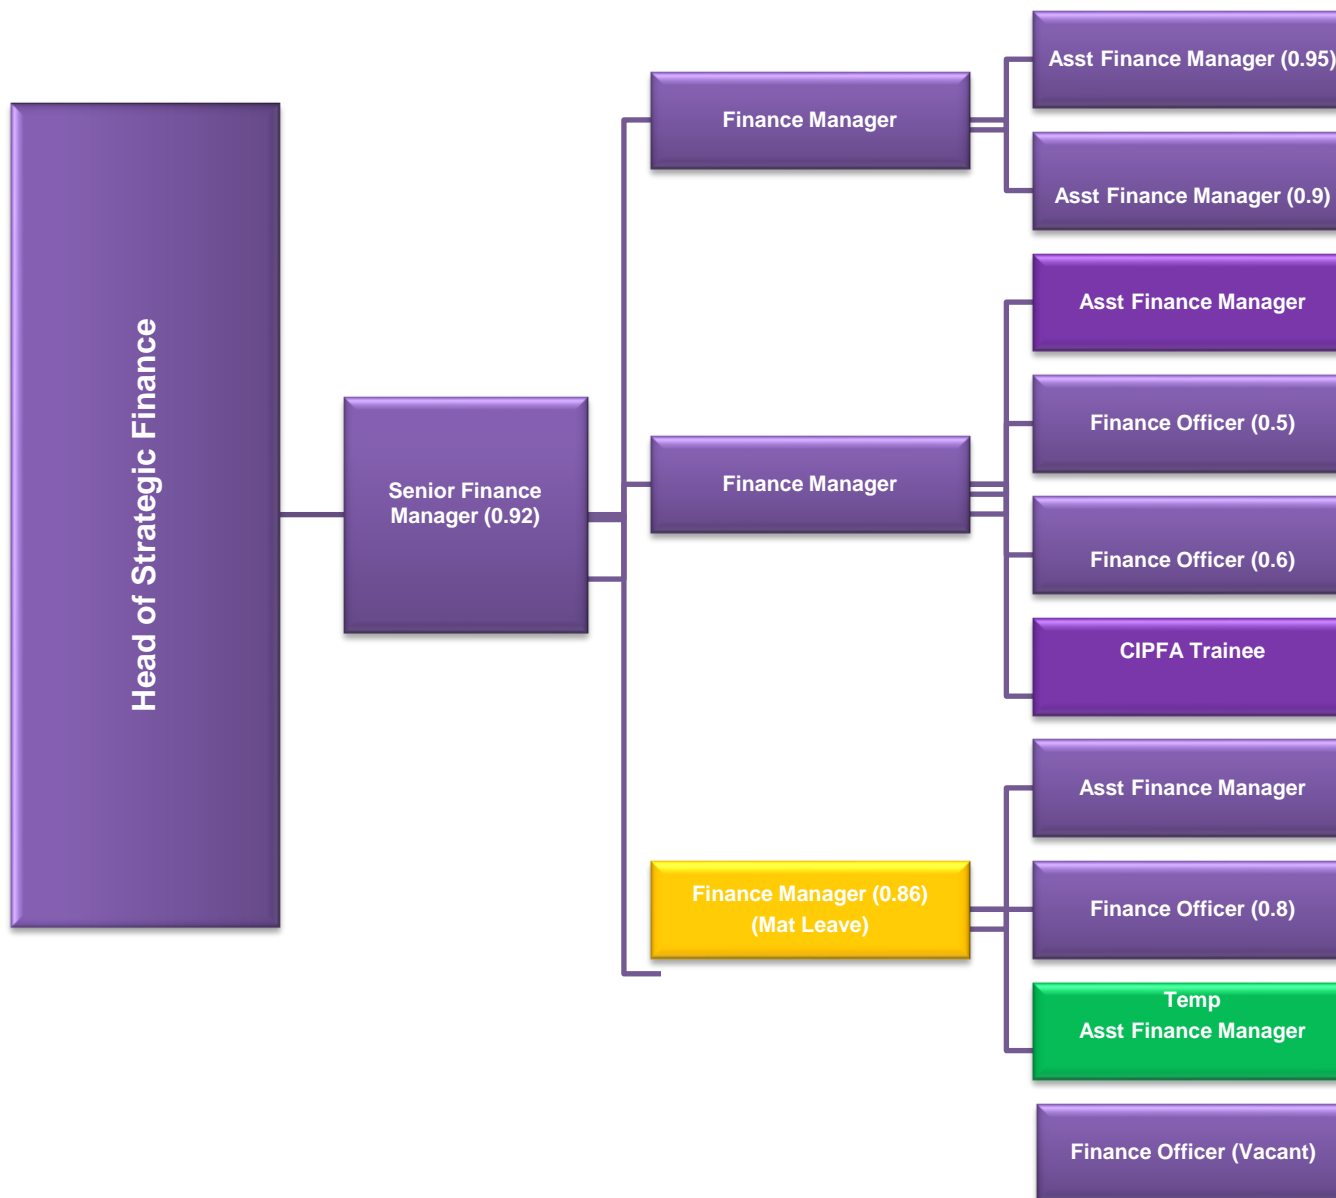 Head of Strategic Finance
Senior Finance
Manager (0.92)
Finance Manager
Asst Finance Manager (0.95)
Asst Finance Manager (0.9)
Finance Manager
Asst Finance Manager
Finance Officer (0.5)
Finance Officer (0.6)
CIPFA Trainee
Finance Manager (0.86)
(Mat Leave)
Asst Finance Manager
Finance Officer (0.8)
Temp
Asst Finance Manager
Finance Officer (Vacant)